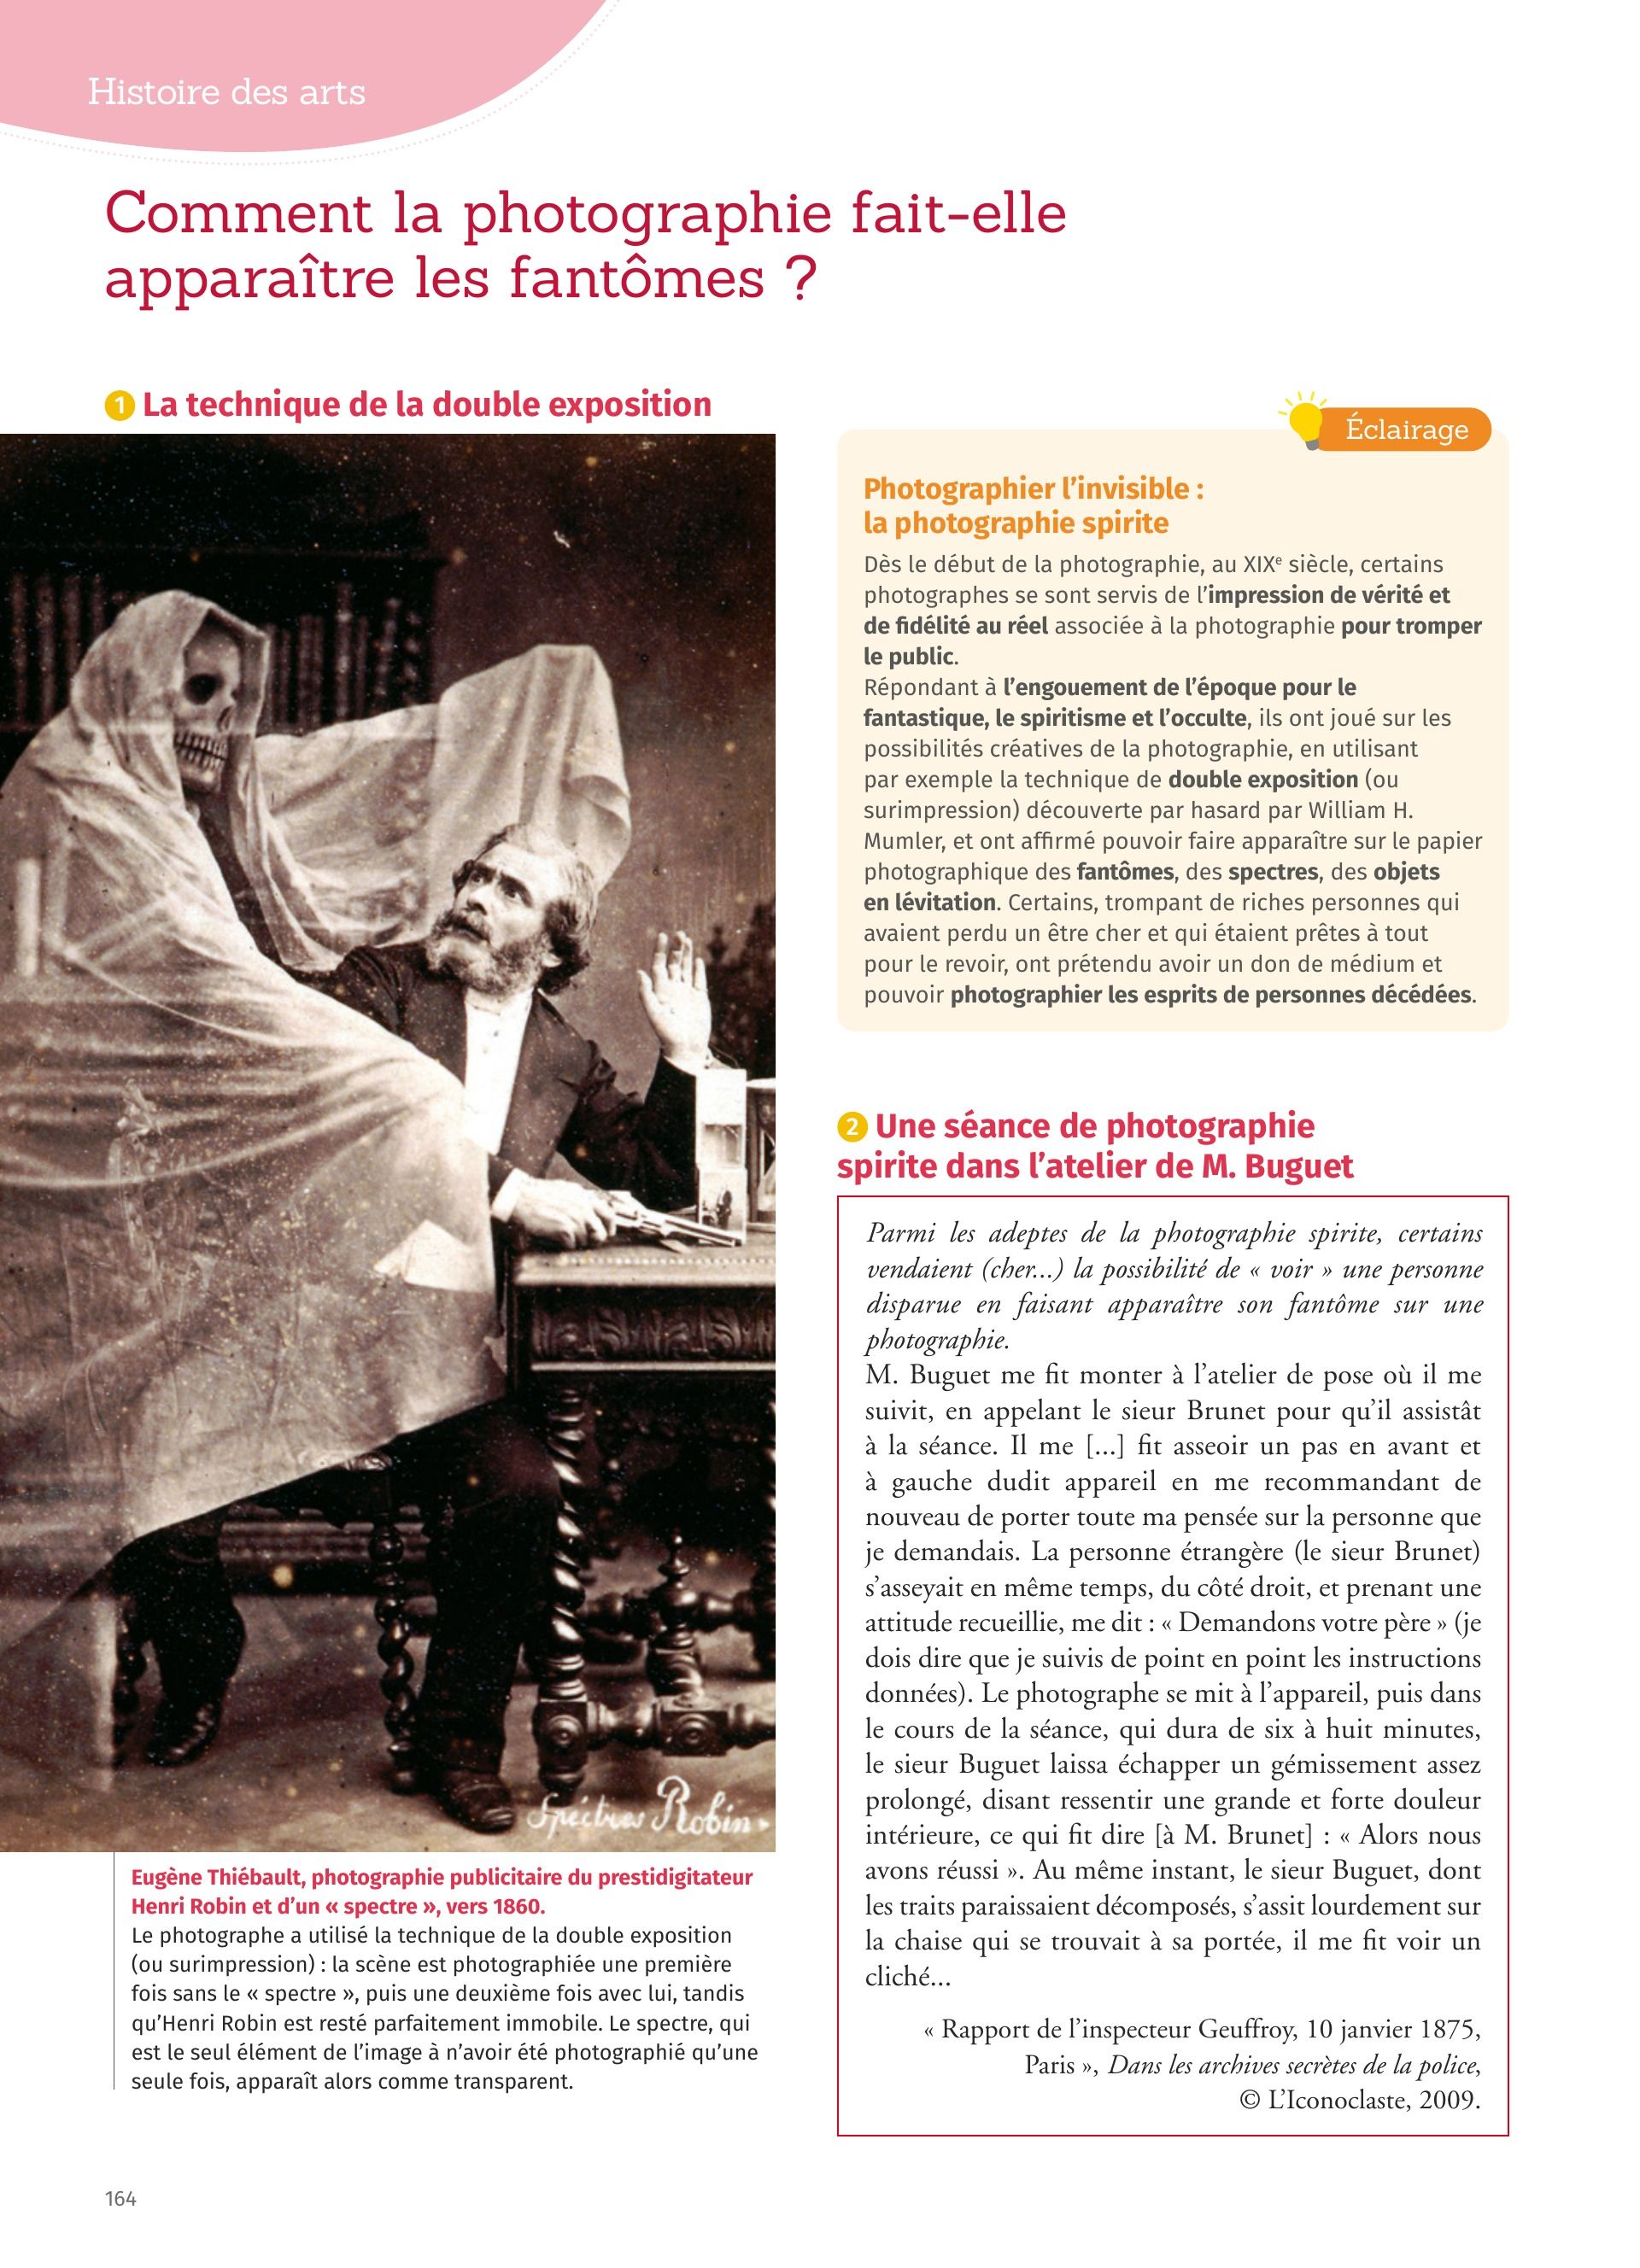 Histoire des arts
Comment la photographie fait-elle
apparaître les fantômes ?
1 La technique de la double exposition
Spectres Robin.
Eugène Thiébault, photographie publicitaire du prestidigitateur
Henri Robin et d’un « spectre », vers 1860.
Le photographe a utilisé la technique de la double exposition
(ou surimpression) : la scène est photographiée une première
fois sans le « spectre », puis une deuxième fois avec lui, tandis
qu’Henri Robin est resté parfaitement immobile. Le spectre, qui
est le seul élément de l’image à n’avoir été photographié qu’une
seule fois, apparaît alors comme transparent.
Éclairage
Photographier l’invisible :
la photographie spirite
Dès le début de la photographie, au XIXe siècle, certains
photographes se sont servis de l’impression de vérité et
de fidélité au réel associée à la photographie pour tromper
le public.
Répondant à l’engouement de l’époque pour le
fantastique, le spiritisme et l’occulte, ils ont joué sur les
possibilités créatives de la photographie, en utilisant
par exemple la technique de double exposition (ou
surimpression) découverte par hasard par William H.
Mumler, et ont affirmé pouvoir faire apparaître sur le papier
photographique des fantômes, des spectres, des objets
en lévitation. Certains, trompant de riches personnes qui
avaient perdu un être cher et qui étaient prêtes à tout
pour le revoir, ont prétendu avoir un don de médium et
pouvoir photographier les esprits de personnes décédées.
2 Une séance de photographie
spirite dans l’atelier de M. Buguet
Parmi les adeptes de la photographie spirite, certains
vendaient (cher...) la possibilité de « voir » une personne
disparue en faisant apparaître son fantôme sur une
photographie.
M. Buguet me fit monter à l’atelier de pose où il me
suivit, en appelant le sieur Brunet pour qu’il assistât
à la séance. Il me [...] fit asseoir un pas en avant et
à gauche dudit appareil en me recommandant de
nouveau de porter toute ma pensée sur la personne que
je demandais. La personne étrangère (le sieur Brunet)
s’asseyait en même temps, du côté droit, et prenant une
attitude recueillie, me dit : « Demandons votre père » (je
dois dire que je suivis de point en point les instructions
données). Le photographe se mit à l’appareil, puis dans
le cours de la séance, qui dura de six à huit minutes,
le sieur Buguet laissa échapper un gémissement assez
prolongé, disant ressentir une grande et forte douleur
intérieure, ce qui fit dire [à M. Brunet] : « Alors nous
avons réussi ». Au même instant, le sieur Buguet, dont
les traits paraissaient décomposés, s’assit lourdement sur
la chaise qui se trouvait à sa portée, il me fit voir un
cliché...
« Rapport de l’inspecteur Geuffroy, 10 janvier 1875,
Paris », Dans les archives secrètes de la police,
© L’Iconoclaste, 2009.
164